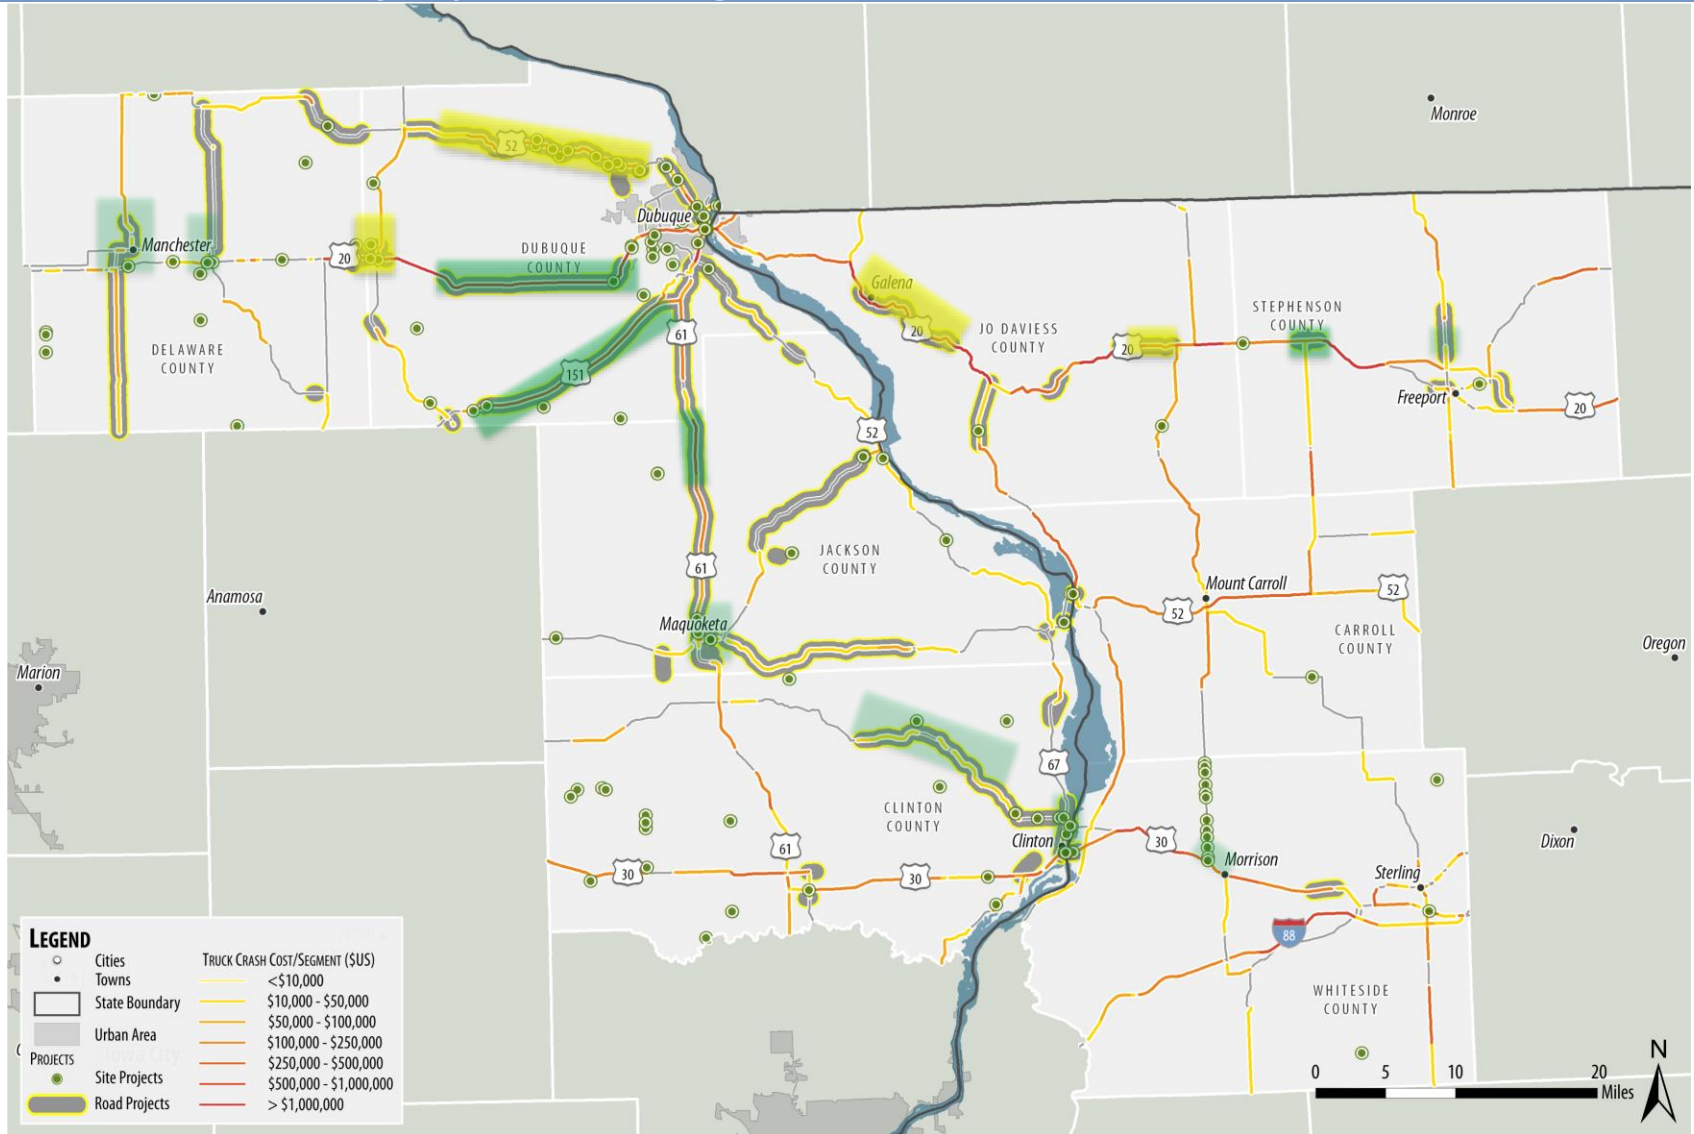 Monroe
52
Dubuque
Manchester
20
DUBUQUE
COUNTY
Galena
61
20
JO DAVIESS
COUNTY
20
STEPHENSON
COUNTY
DELAWARE
COUNTY
151
Freeport
20
52
JACKSON
COUNTY
61
Anamosa
Mount Carroll
52
52
Maquoketa
CARROLL
COUNTY
Oregon
Marion
67
CLINTON
COUNTY
Clinton
61
30
Dixon
Morrison
30
30
Sterling
88
WHITESIDE
COUNTY
LEGEND
Cities
Towns
State Boundary
Urban Area
PROJECTS
Site Projects
Road Projects
TRUCK CRASH COST/SEGMENT ($US)
<$10,000
$10,000 - $50,000
$50,000 - $100,000
$100,000 - $250,000
$250,000 - $500,000
$500,000 - $1,000,000
> $1,000,000
Iowa City
N
0 5 10 20
Miles